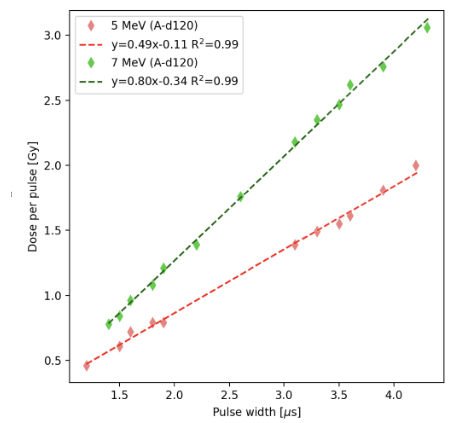 5 MeV (A-d120)
y=0.49x-0.11 R²=0.99
7 MeV (A-d120)
y=0.80x-0.34 R²=0.99
Dose per pulse [Gy]
3.0
2.5
2.0
1.5
1.0
0.5
1.5 2.0 2.5 3.0 3.5 4.0
Pulse width [μs]